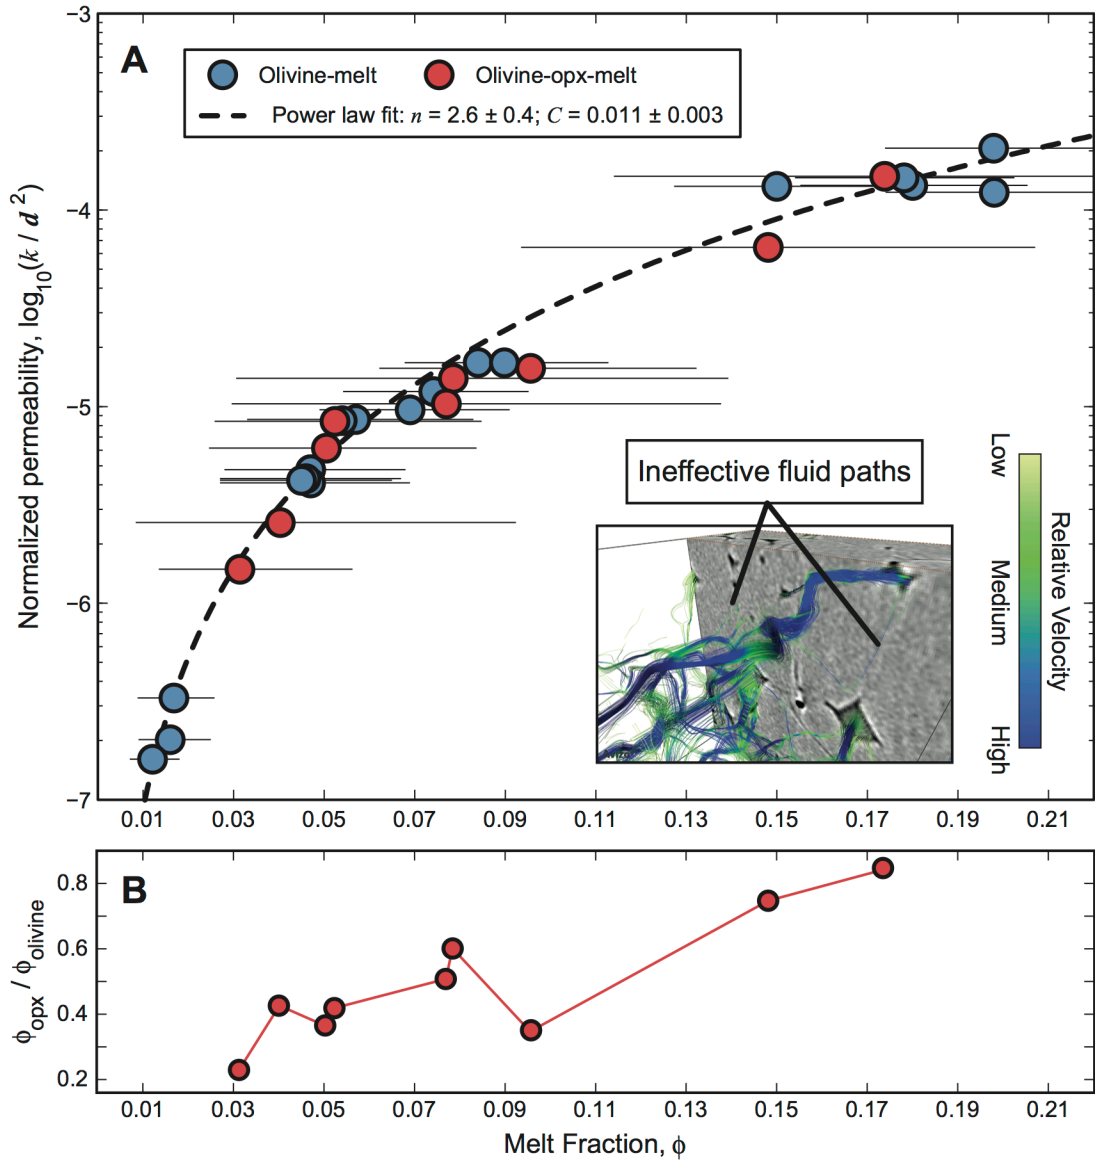 A
Olivine-melt
Olivine-opx-melt
Power law fit: n = 2.6 ± 0.4; C = 0.011 ± 0.003
Normalized permeability, log10(k / d 2)
−3
−4
−5
−6
−7
Ineffective fluid paths
Low
Medium
High
Relative Velocity
0.01 0.03 0.05 0.07 0.09 0.11 0.13 0.15 0.17 0.19 0.21
B
ϕopx / ϕolivine
0.8
0.6
0.4
0.2
0.01 0.03 0.05 0.07 0.09 0.11 0.13 0.15 0.17 0.19 0.21
Melt Fraction, ϕ